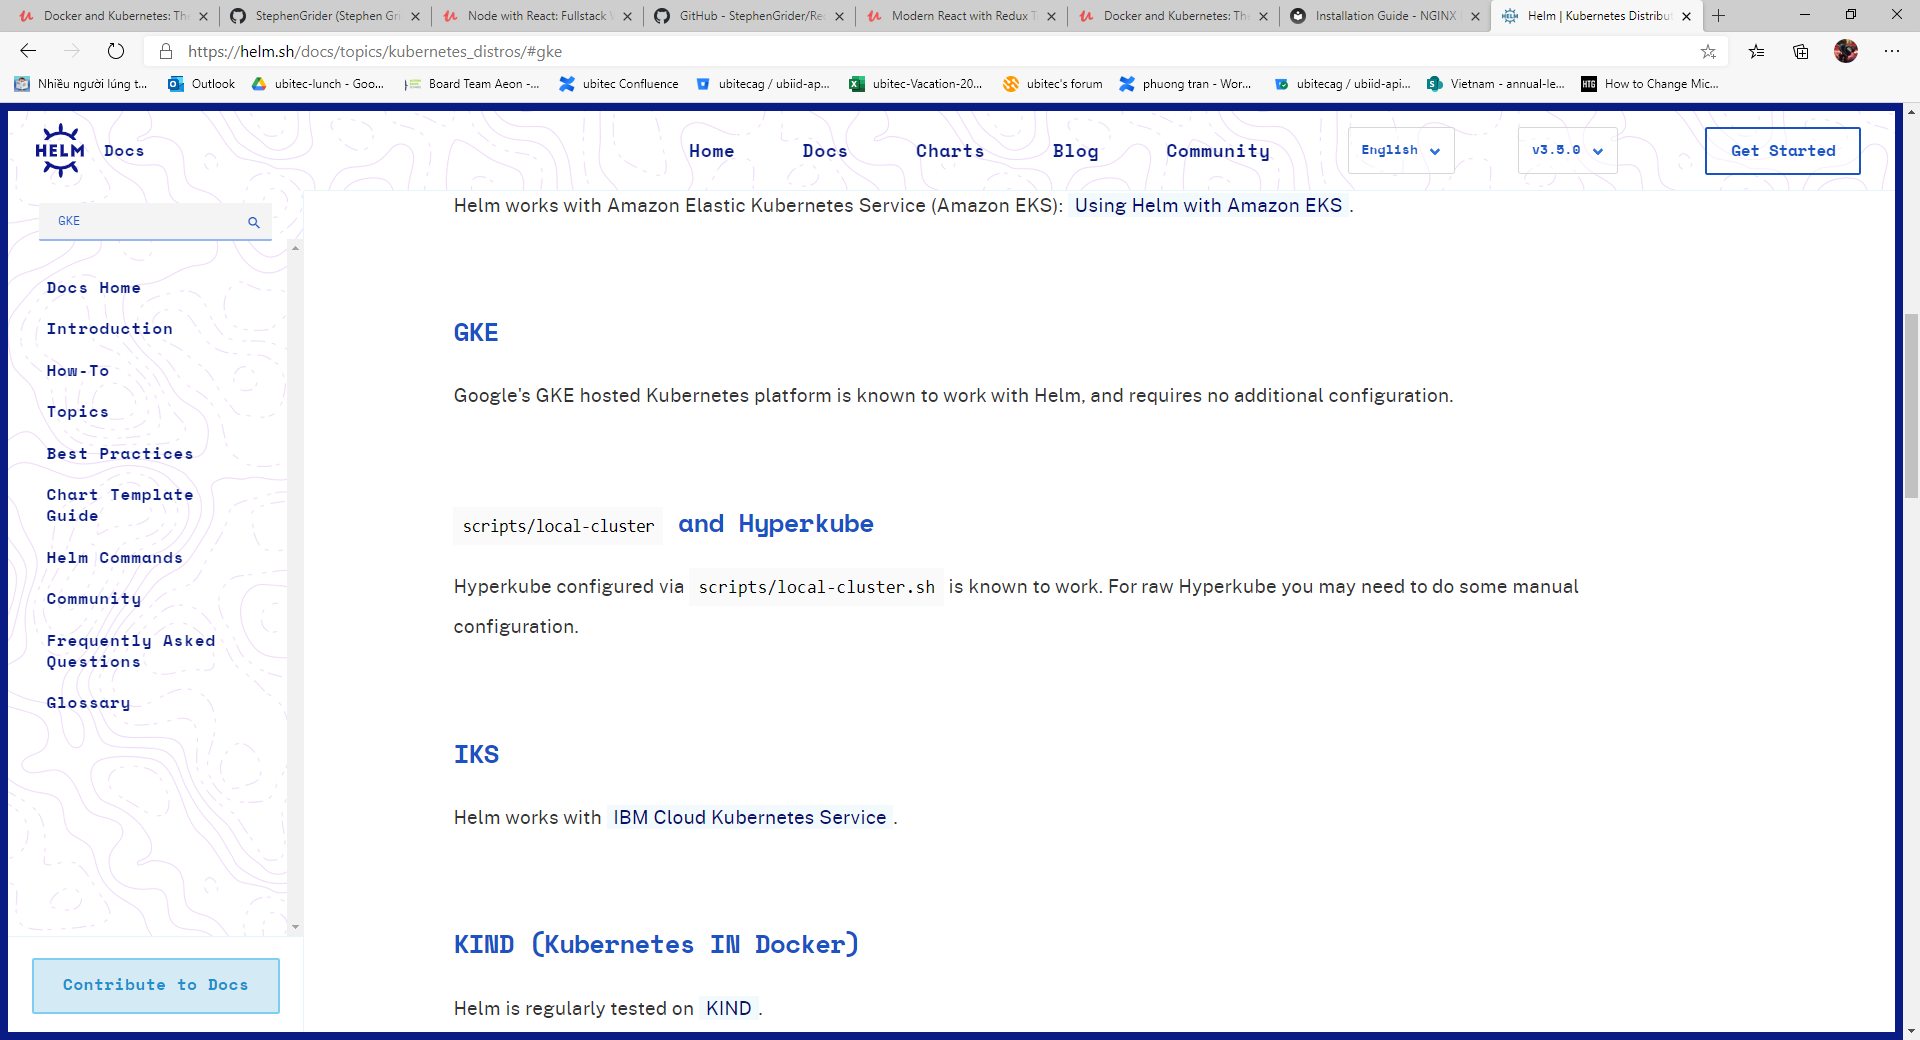 Docker and Kubernetes: The
StephenGrider (Stephen Gri
Node with React: Fullstack W
GitHub - StephenGrider/Re
Modern React with Redux T
Docker and Kubernetes: The
Installation Guide - NGINX
Helm | Kubernetes Distribut
https://helm.sh/docs/topics/kubernetes_distros/#gke
Nhiều người lúng t...
Outlook
ubitec-lunch - Goo...
Board Team Aeon -...
ubitec Confluence
ubitecag / ubiid-ap...
ubitec-Vacation-20...
ubitec's forum
phuong tran - Wor...
ubitecag / ubiid-api...
Vietnam - annual-le...
How to Change Mic...
HELM Docs
Home
Docs
Charts
Blog
Community
English
v3.5.0
Get Started
GKE
Docs Home
Introduction
How-To
Topics
Best Practices
Chart Template
Guide
Helm Commands
Community
Frequently Asked
Questions
Glossary
Contribute to Docs
Helm works with Amazon Elastic Kubernetes Service (Amazon EKS): Using Helm with Amazon EKS .
GKE
Google's GKE hosted Kubernetes platform is known to work with Helm, and requires no additional configuration.
scripts/local-cluster and Hyperkube
Hyperkube configured via scripts/local-cluster.sh is known to work. For raw Hyperkube you may need to do some manual
configuration.
IKS
Helm works with IBM Cloud Kubernetes Service .
KIND (Kubernetes IN Docker)
Helm is regularly tested on KIND .